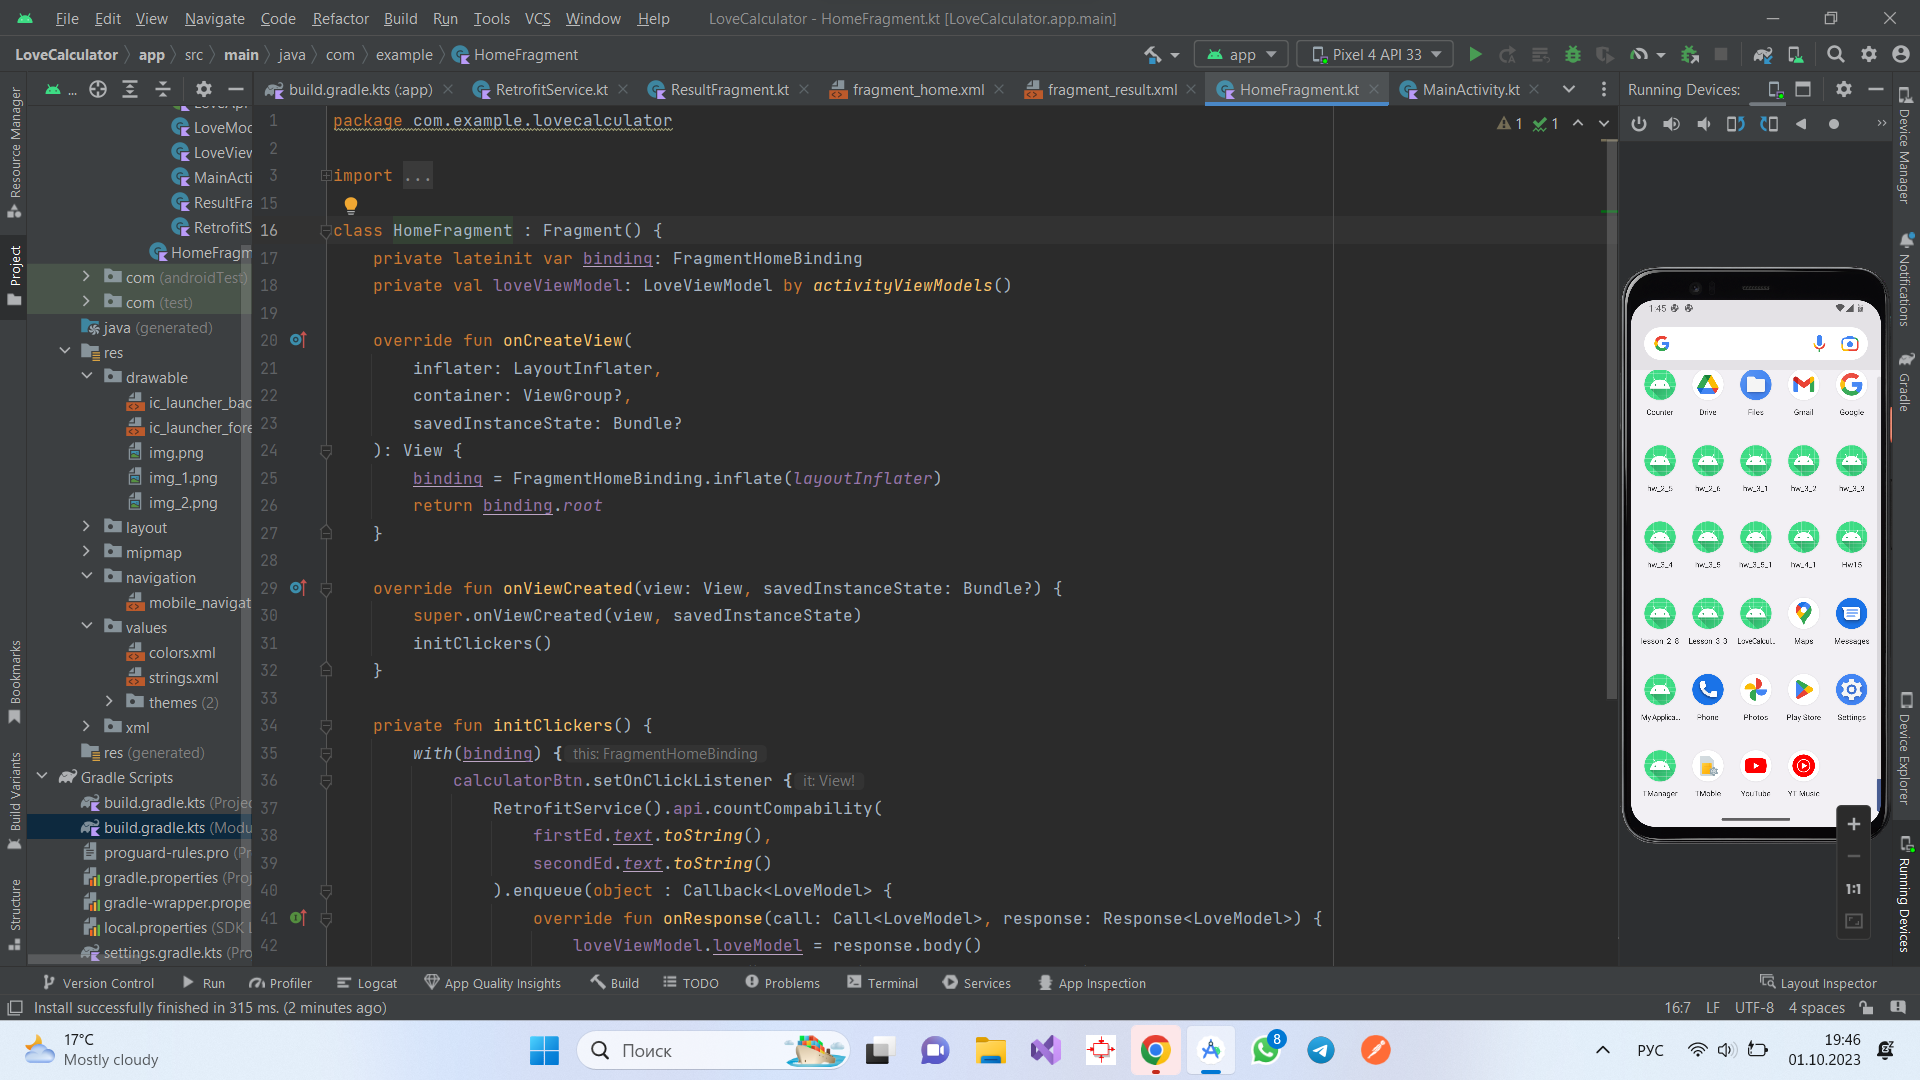 File Edit View Navigate Code Refactor Build Run Tools VCS Window Help LoveCalculator - HomeFragment.kt [LoveCalculator.app.main]
LoveCalculator app src main java com example HomeFragment app Pixel 4 API 33
... build.gradle.kts (:app) RetrofitService.kt ResultFragment.kt fragment_home.xml fragment_result.xml HomeFragment.kt MainActivity.kt Running Devices:
Resource Manager
Project
Bookmarks
Build Variants
Structure
LoveMod
LoveView
MainActi
ResultFra
RetrofitS
HomeFragm
com (androidTest)
com (test)
java (generated)
res
drawable
ic_launcher_bac
ic_launcher_fore
img.png
img_1.png
img_2.png
layout
mipmap
navigation
mobile_navigat
values
colors.xml
strings.xml
themes (2)
xml
res (generated)
Gradle Scripts
build.gradle.kts (Projec
build.gradle.kts (Modu
proguard-rules.pro (Pr
gradle.properties (Proj
gradle-wrapper.prope
local.properties (SDK L
settings.gradle.kts (Pro
1 package com.example.lovecalculator
2
3 import ...
15
16 class HomeFragment : Fragment() {
17 private lateinit var binding: FragmentHomeBinding
18 private val loveViewModel: LoveViewModel by activityViewModels()
19
20 override fun onCreateView(
21 inflater: LayoutInflater,
22 container: ViewGroup?,
23 savedInstanceState: Bundle?
24 ): View {
25 binding = FragmentHomeBinding.inflate(layoutInflater)
26 return binding.root
27 }
28
29 override fun onViewCreated(view: View, savedInstanceState: Bundle?) {
30 super.onViewCreated(view, savedInstanceState)
31 initClickers()
32 }
33
34 private fun initClickers() {
35 with(binding) { this: FragmentHomeBinding
36 calculatorBtn.setOnClickListener { it: View!
37 RetrofitService().api.countCompability(
38 firstEd.text.toString(),
39 secondEd.text.toString()
40 ).enqueue(object : Callback<LoveModel> {
41 override fun onResponse(call: Call<LoveModel>, response: Response<LoveModel>) {
42 loveViewModel.loveModel = response.body()
1 1
1:45
Counter Drive Files Gmail Google
hw_2_5 hw_2_6 hw_3_1 hw_3_2 hw_3_3
hw_3_4 hw_3_5 hw_3_5_1 hw_4_1 Hw15
lesson_2_8 Lesson_3_3 LoveCalcul... Maps Messages
My Applica... Phone Photos Play Store Settings
TManager TMoble YouTube YT Music
1:1
Device Manager
Notifications
Gradle
Device Explorer
Running Devices
Version Control Run Profiler Logcat App Quality Insights Build TODO Problems Terminal Services App Inspection Layout Inspector
Install successfully finished in 315 ms. (2 minutes ago) 16:7 LF UTF-8 4 spaces
17°C
Mostly cloudy
Поиск
8
РУС
19:46
01.10.2023